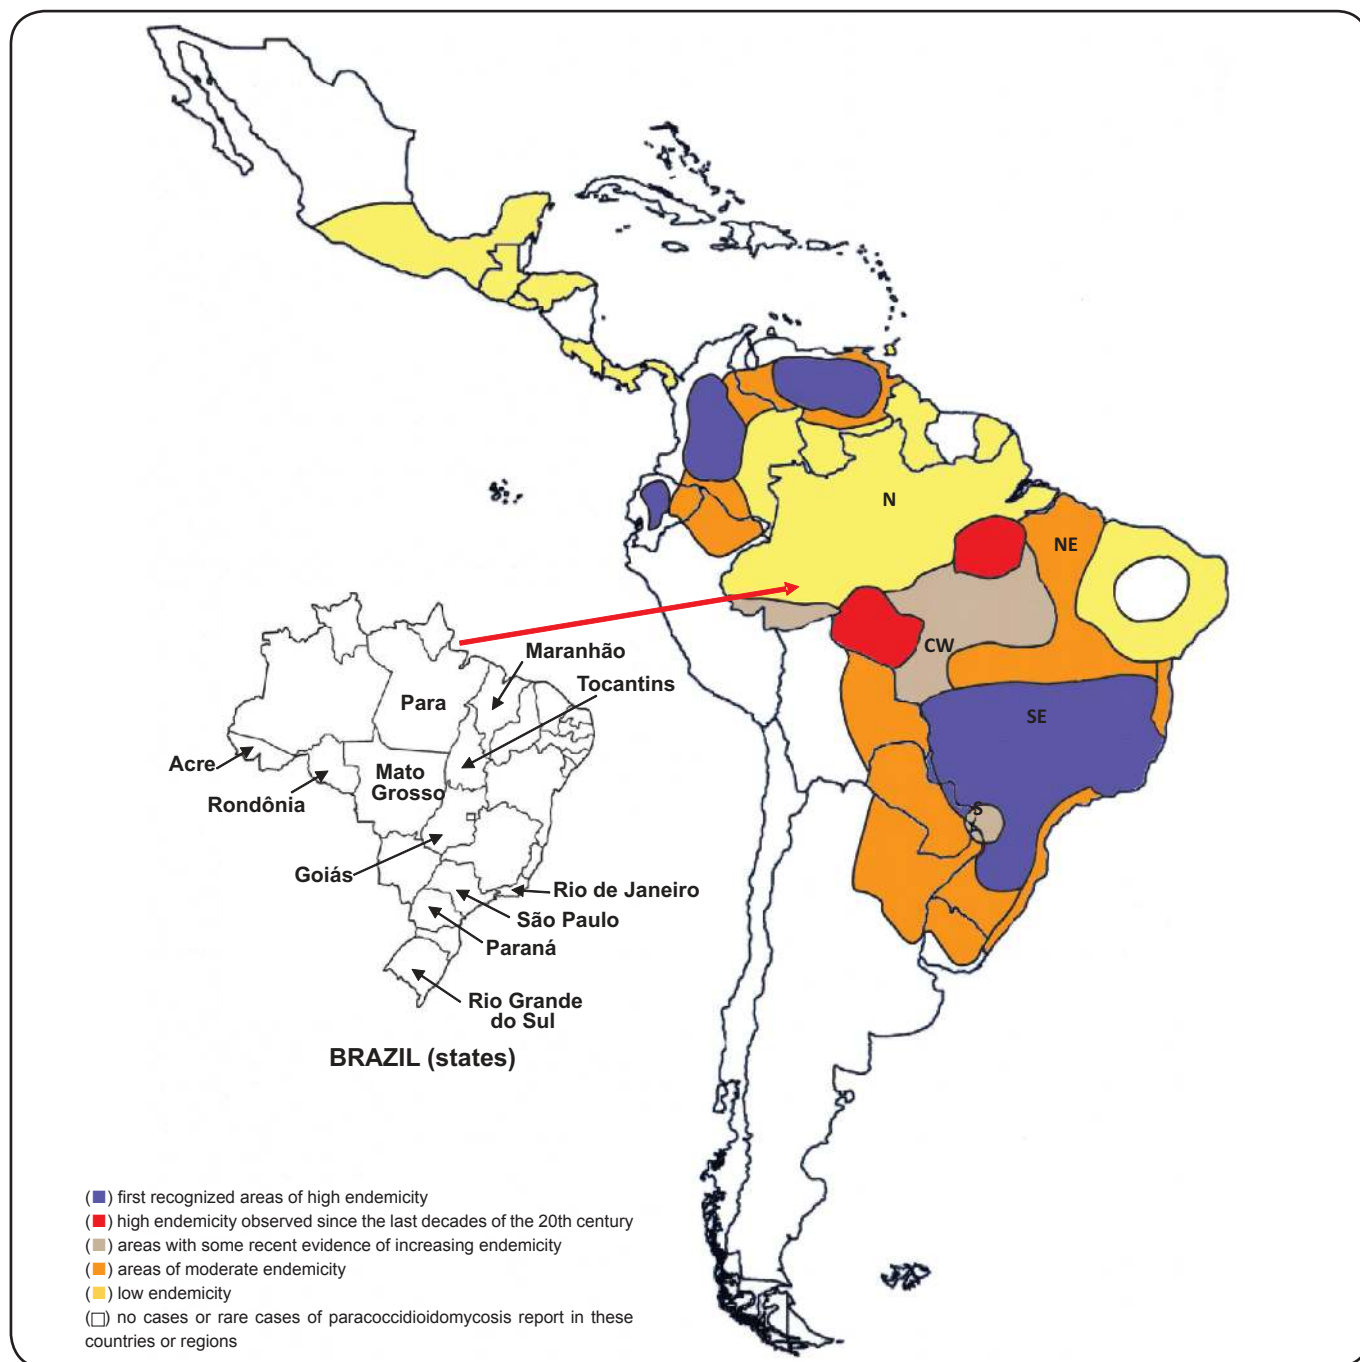 N
NE
CW
SE
S
Maranhão
Tocantins
Para
Acre
Mato
Grosso
Rondônia
Goiás
Rio de Janeiro
São Paulo
Paraná
Rio Grande
do Sul
BRAZIL (states)
(■) first recognized areas of high endemicity
(■) high endemicity observed since the last decades of the 20th century
(■) areas with some recent evidence of increasing endemicity
(■) areas of moderate endemicity
(■) low endemicity
(□) no cases or rare cases of paracoccidioidomycosis report in these
countries or regions